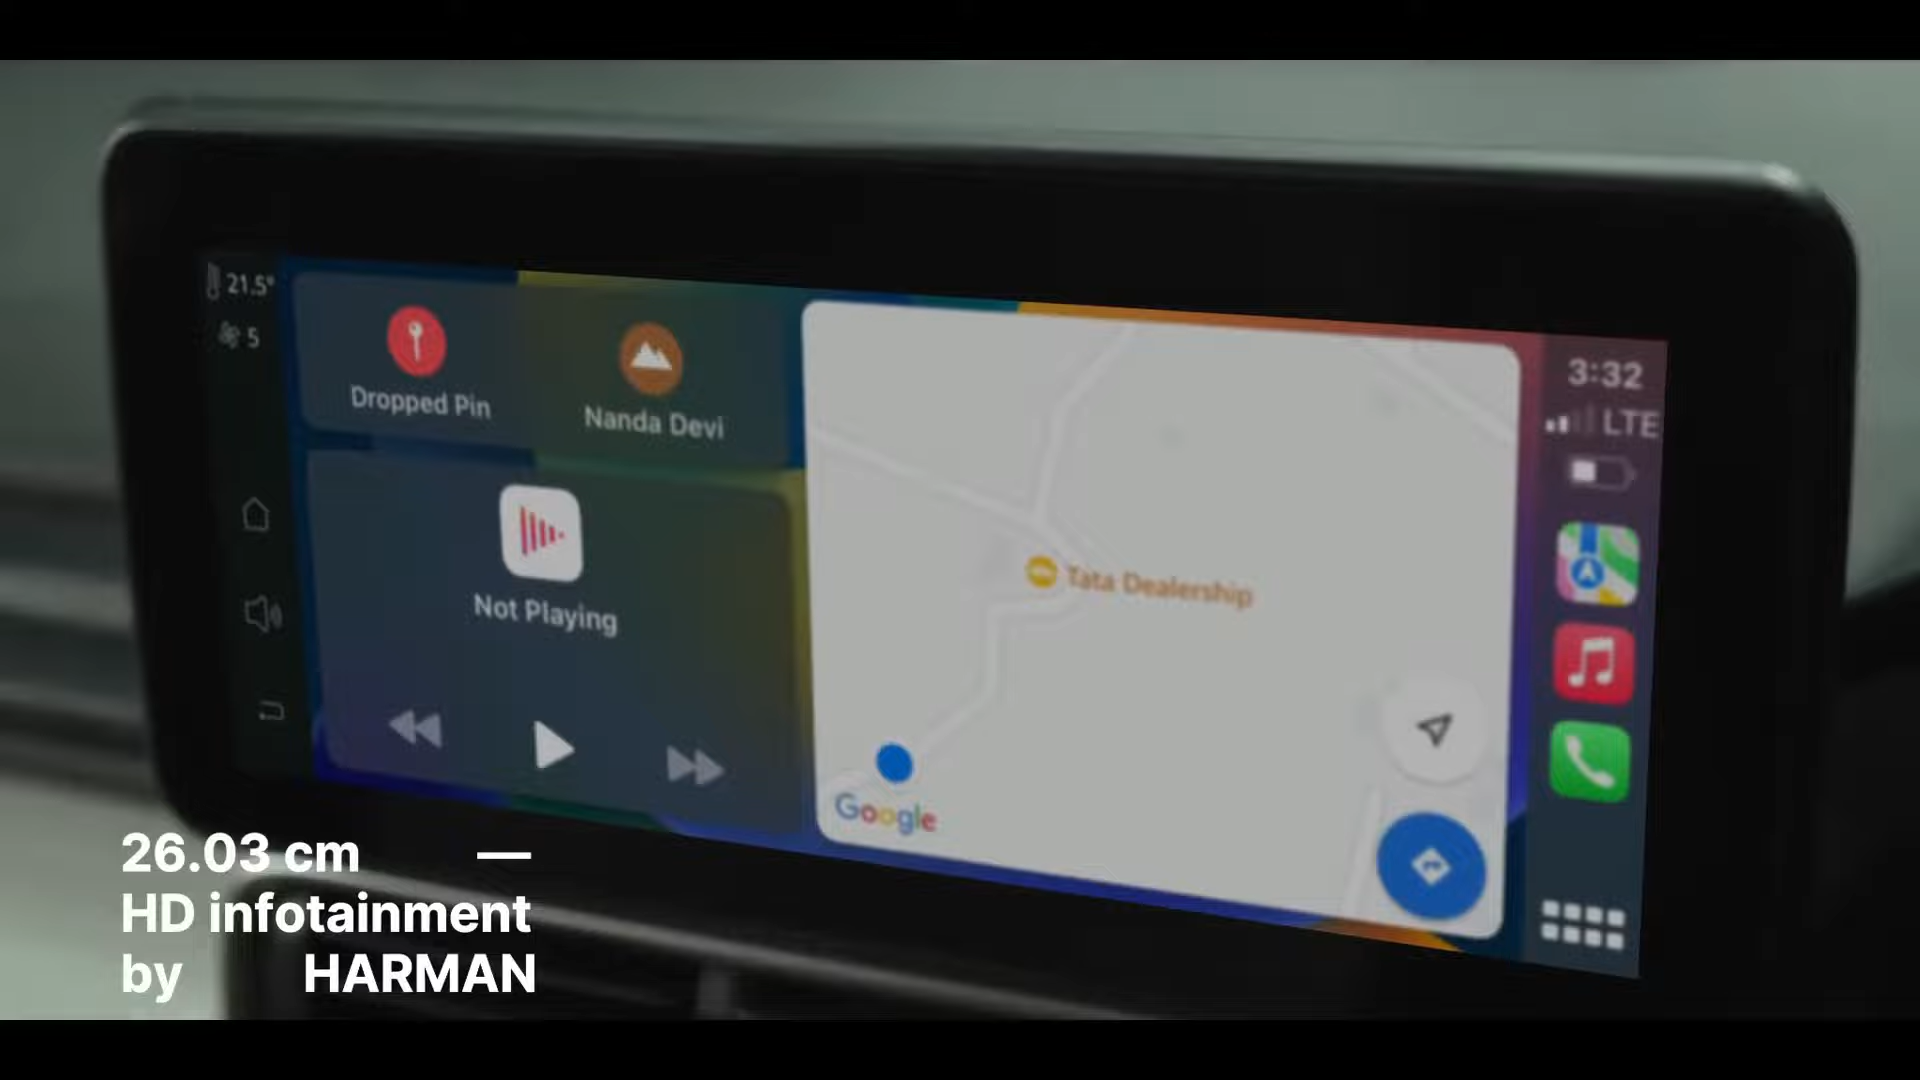 21.5°
5
Dropped Pin
Nanda Devi
Not Playing
Tata Dealership
Google
3:32
LTE
26.03 cm —
HD infotainment
by HARMAN